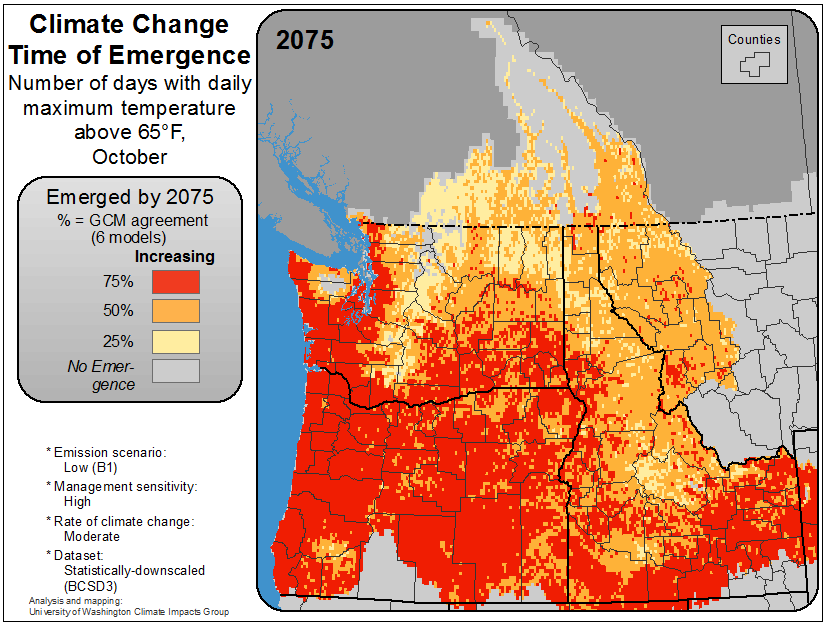 Climate Change
Time of Emergence
Number of days with daily
maximum temperature
above 65°F,
October
Emerged by 2075
% = GCM agreement
(6 models)
Increasing
75%
50%
25%
No Emer-
gence
* Emission scenario:
Low (B1)
* Management sensitivity:
High
* Rate of climate change:
Moderate
* Dataset:
Statistically-downscaled
(BCSD3)
Analysis and mapping:
University of Washington Climate Impacts Group
2075
Counties